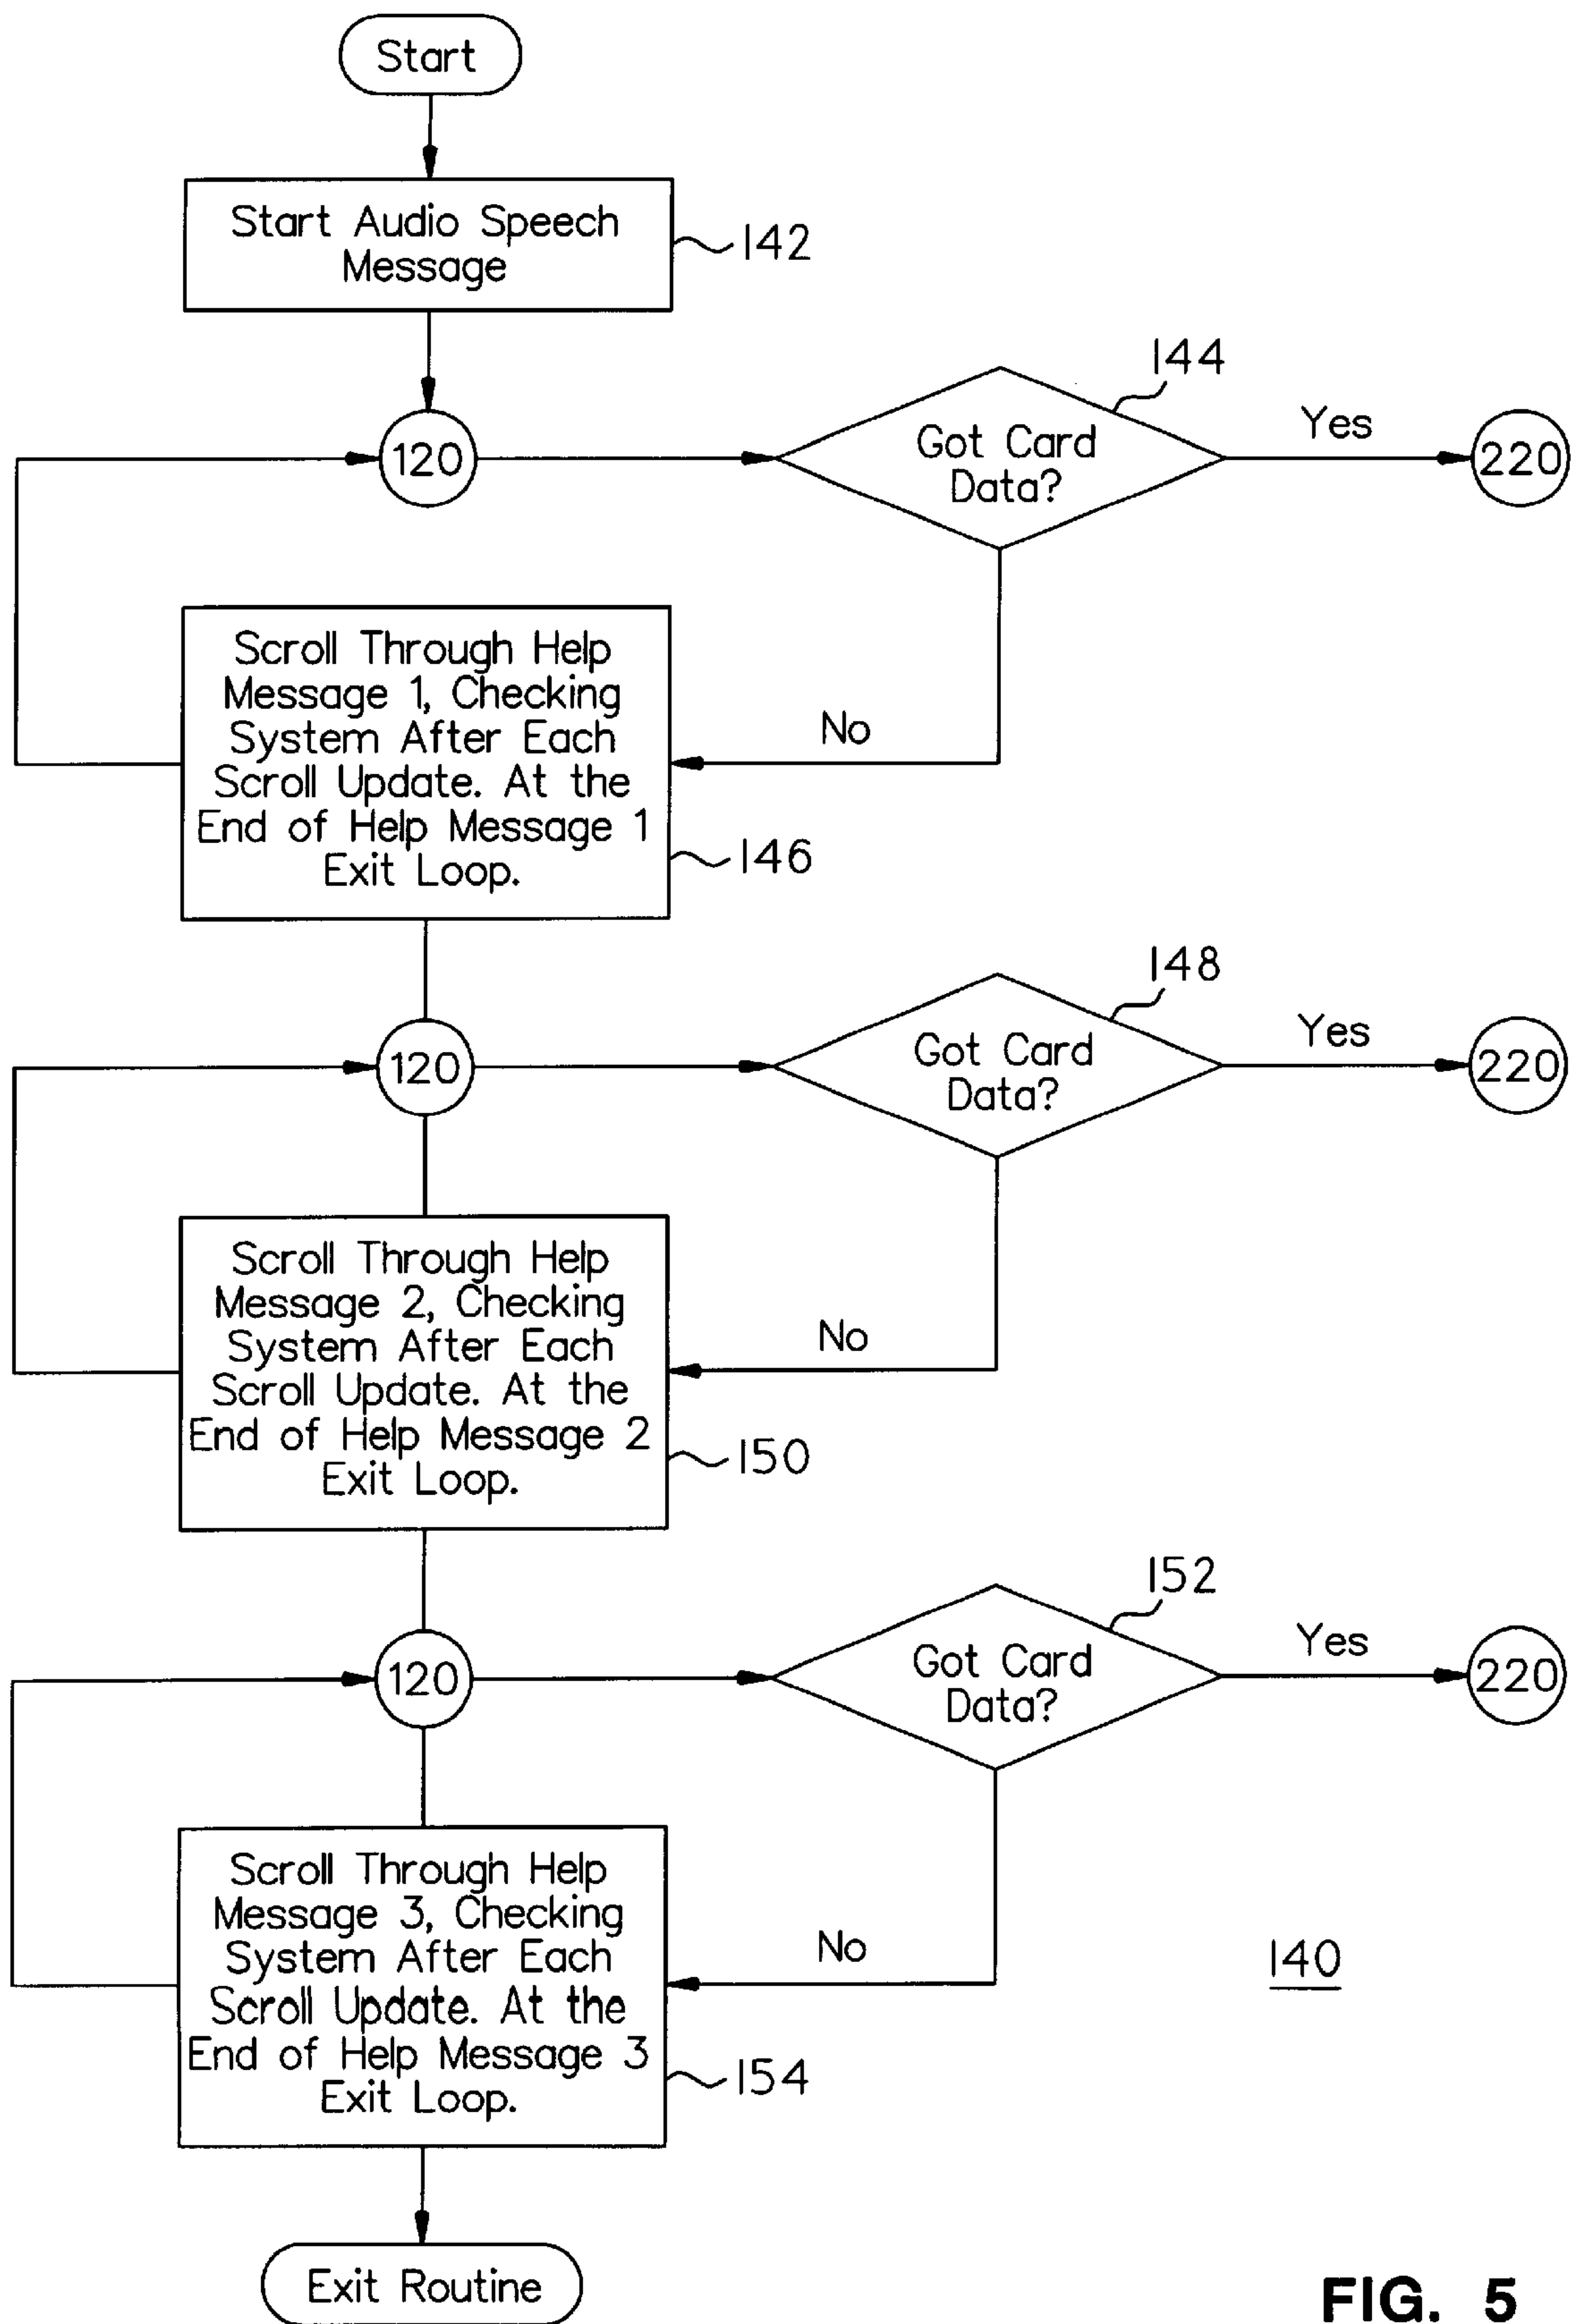 Start
Start Audio Speech
Message
142
144
120
Got Card
Data?
Yes
220
Scroll Through Help
Message 1, Checking
System After Each
Scroll Update. At the
End of Help Message 1
Exit Loop.
No
146
148
120
Got Card
Data?
Yes
220
Scroll Through Help
Message 2, Checking
System After Each
Scroll Update. At the
End of Help Message 2
Exit Loop.
No
150
152
120
Got Card
Data?
Yes
220
Scroll Through Help
Message 3, Checking
System After Each
Scroll Update. At the
End of Help Message 3
Exit Loop.
No
154
140
Exit Routine
FIG. 5